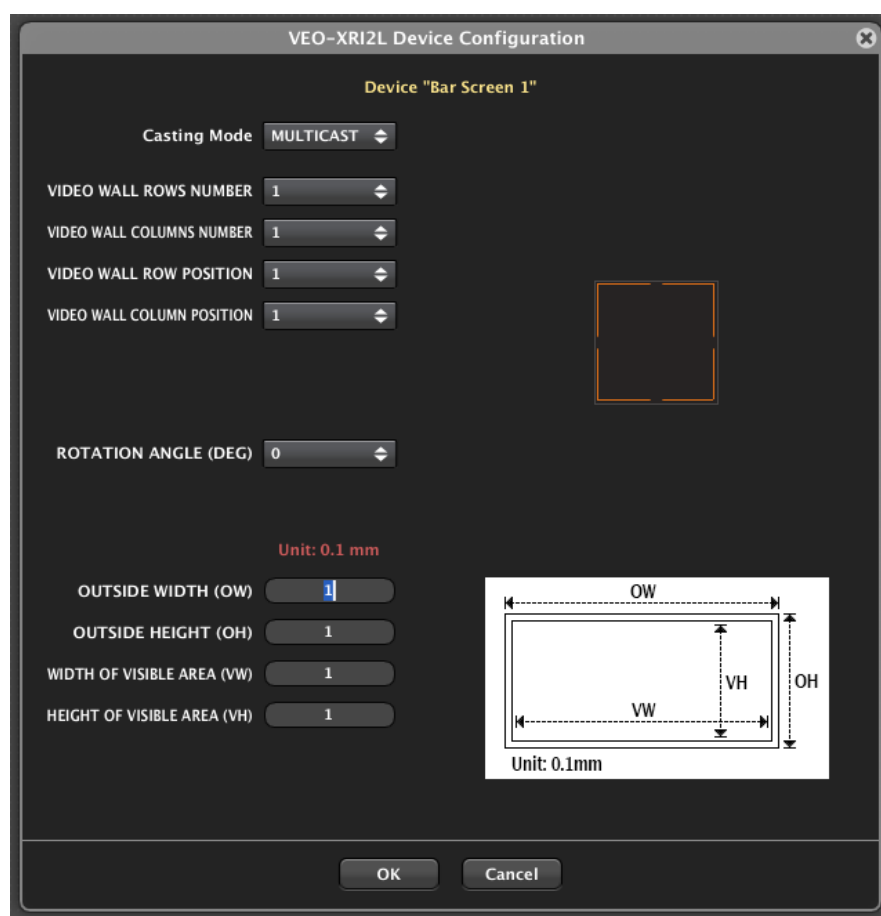 VEO-XRI2L Device Configuration
Device "Bar Screen 1"
Casting Mode MULTICAST
VIDEO WALL ROWS NUMBER 1
VIDEO WALL COLUMNS NUMBER 1
VIDEO WALL ROW POSITION 1
VIDEO WALL COLUMN POSITION 1
ROTATION ANGLE (DEG) 0
Unit: 0.1 mm
OUTSIDE WIDTH (OW) 1
OUTSIDE HEIGHT (OH) 1
WIDTH OF VISIBLE AREA (VW) 1
HEIGHT OF VISIBLE AREA (VH) 1
OW
VH
OH
VW
Unit: 0.1mm
OK
Cancel